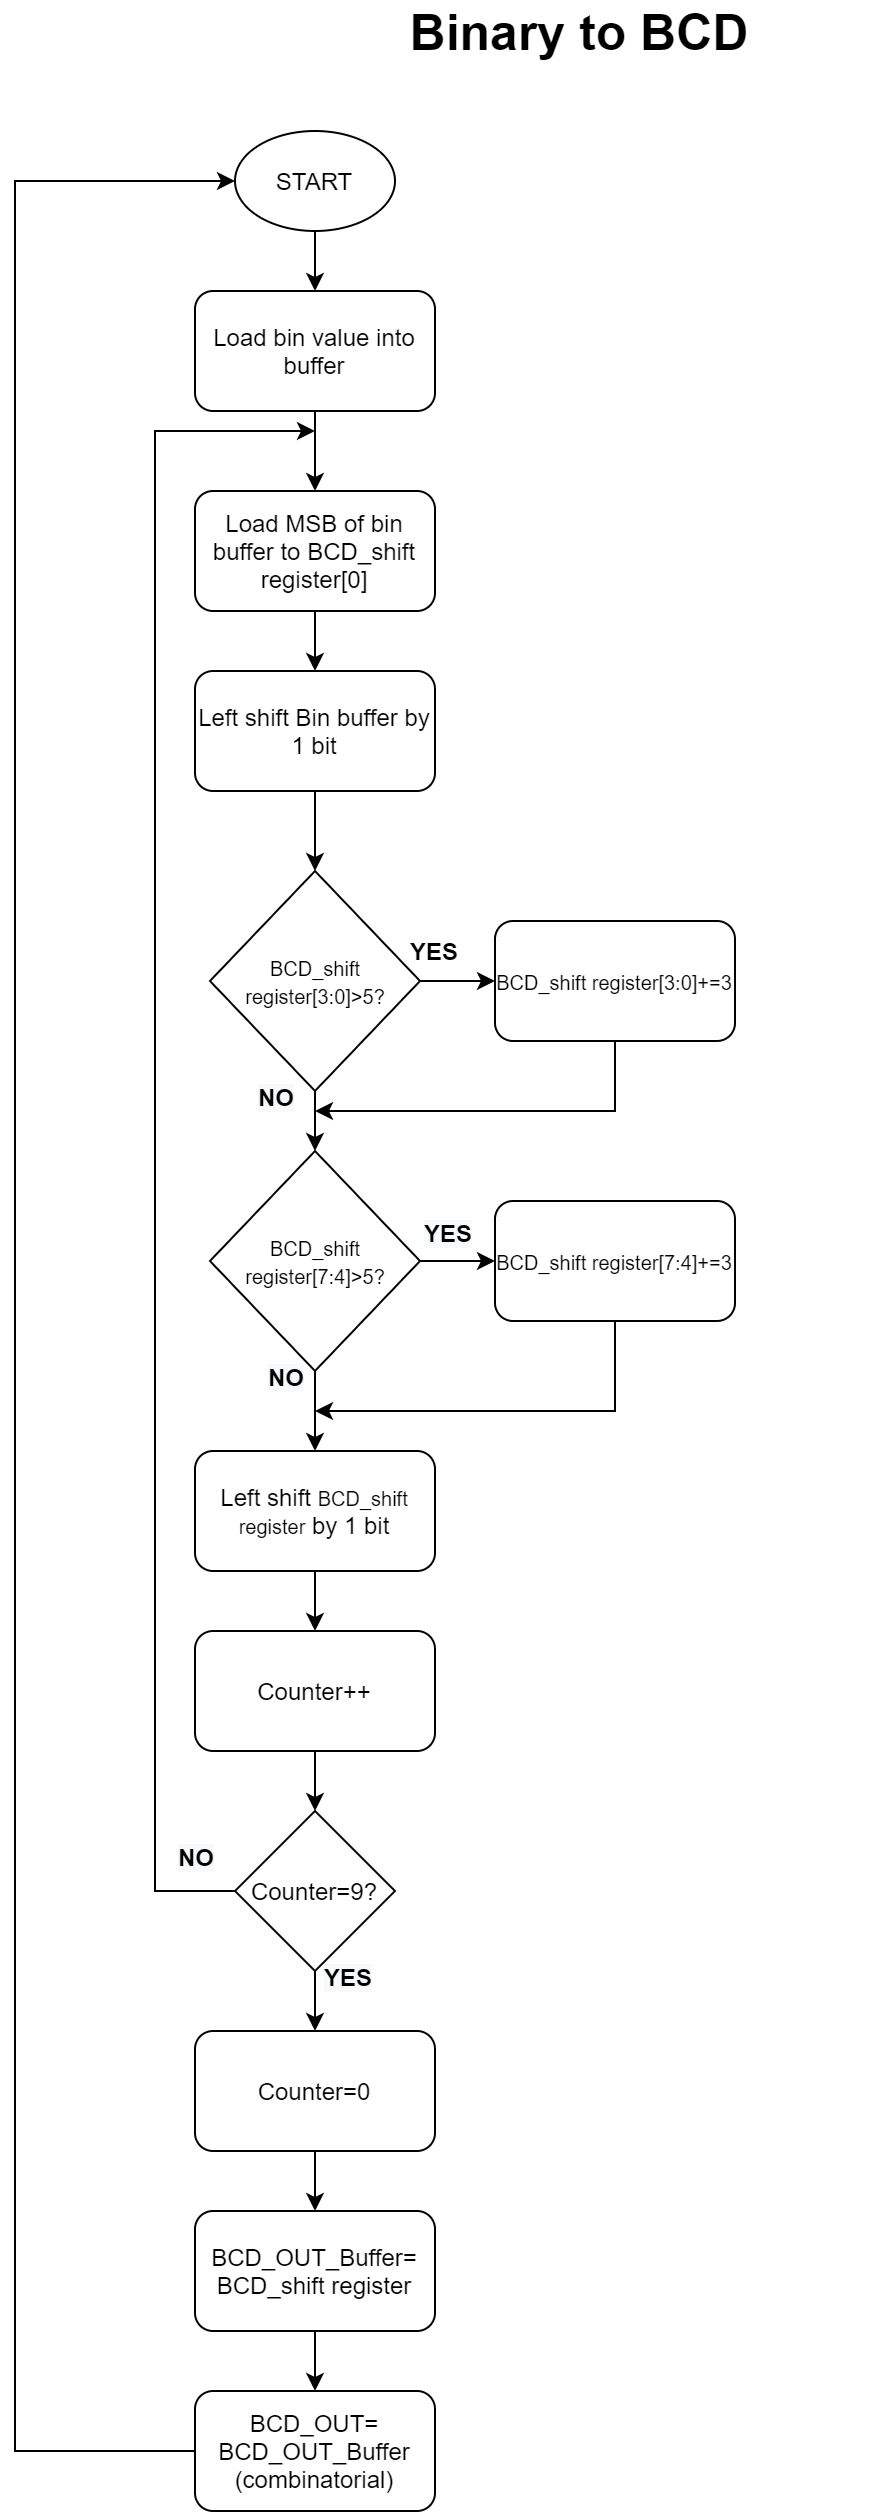 Binary to BCD
START
Load bin value into
buffer
Load MSB of bin
buffer to BCD_shift
register[0]
Left shift Bin buffer by
1 bit
BCD_shift
register[3:0]>5?
YES
BCD_shift register[3:0]+=3
NO
BCD_shift
register[7:4]>5?
YES
BCD_shift register[7:4]+=3
NO
Left shift BCD_shift
register by 1 bit
Counter++
Counter=9?
NO
YES
Counter=0
BCD_OUT_Buffer=
BCD_shift register
BCD_OUT=
BCD_OUT_Buffer
(combinatorial)